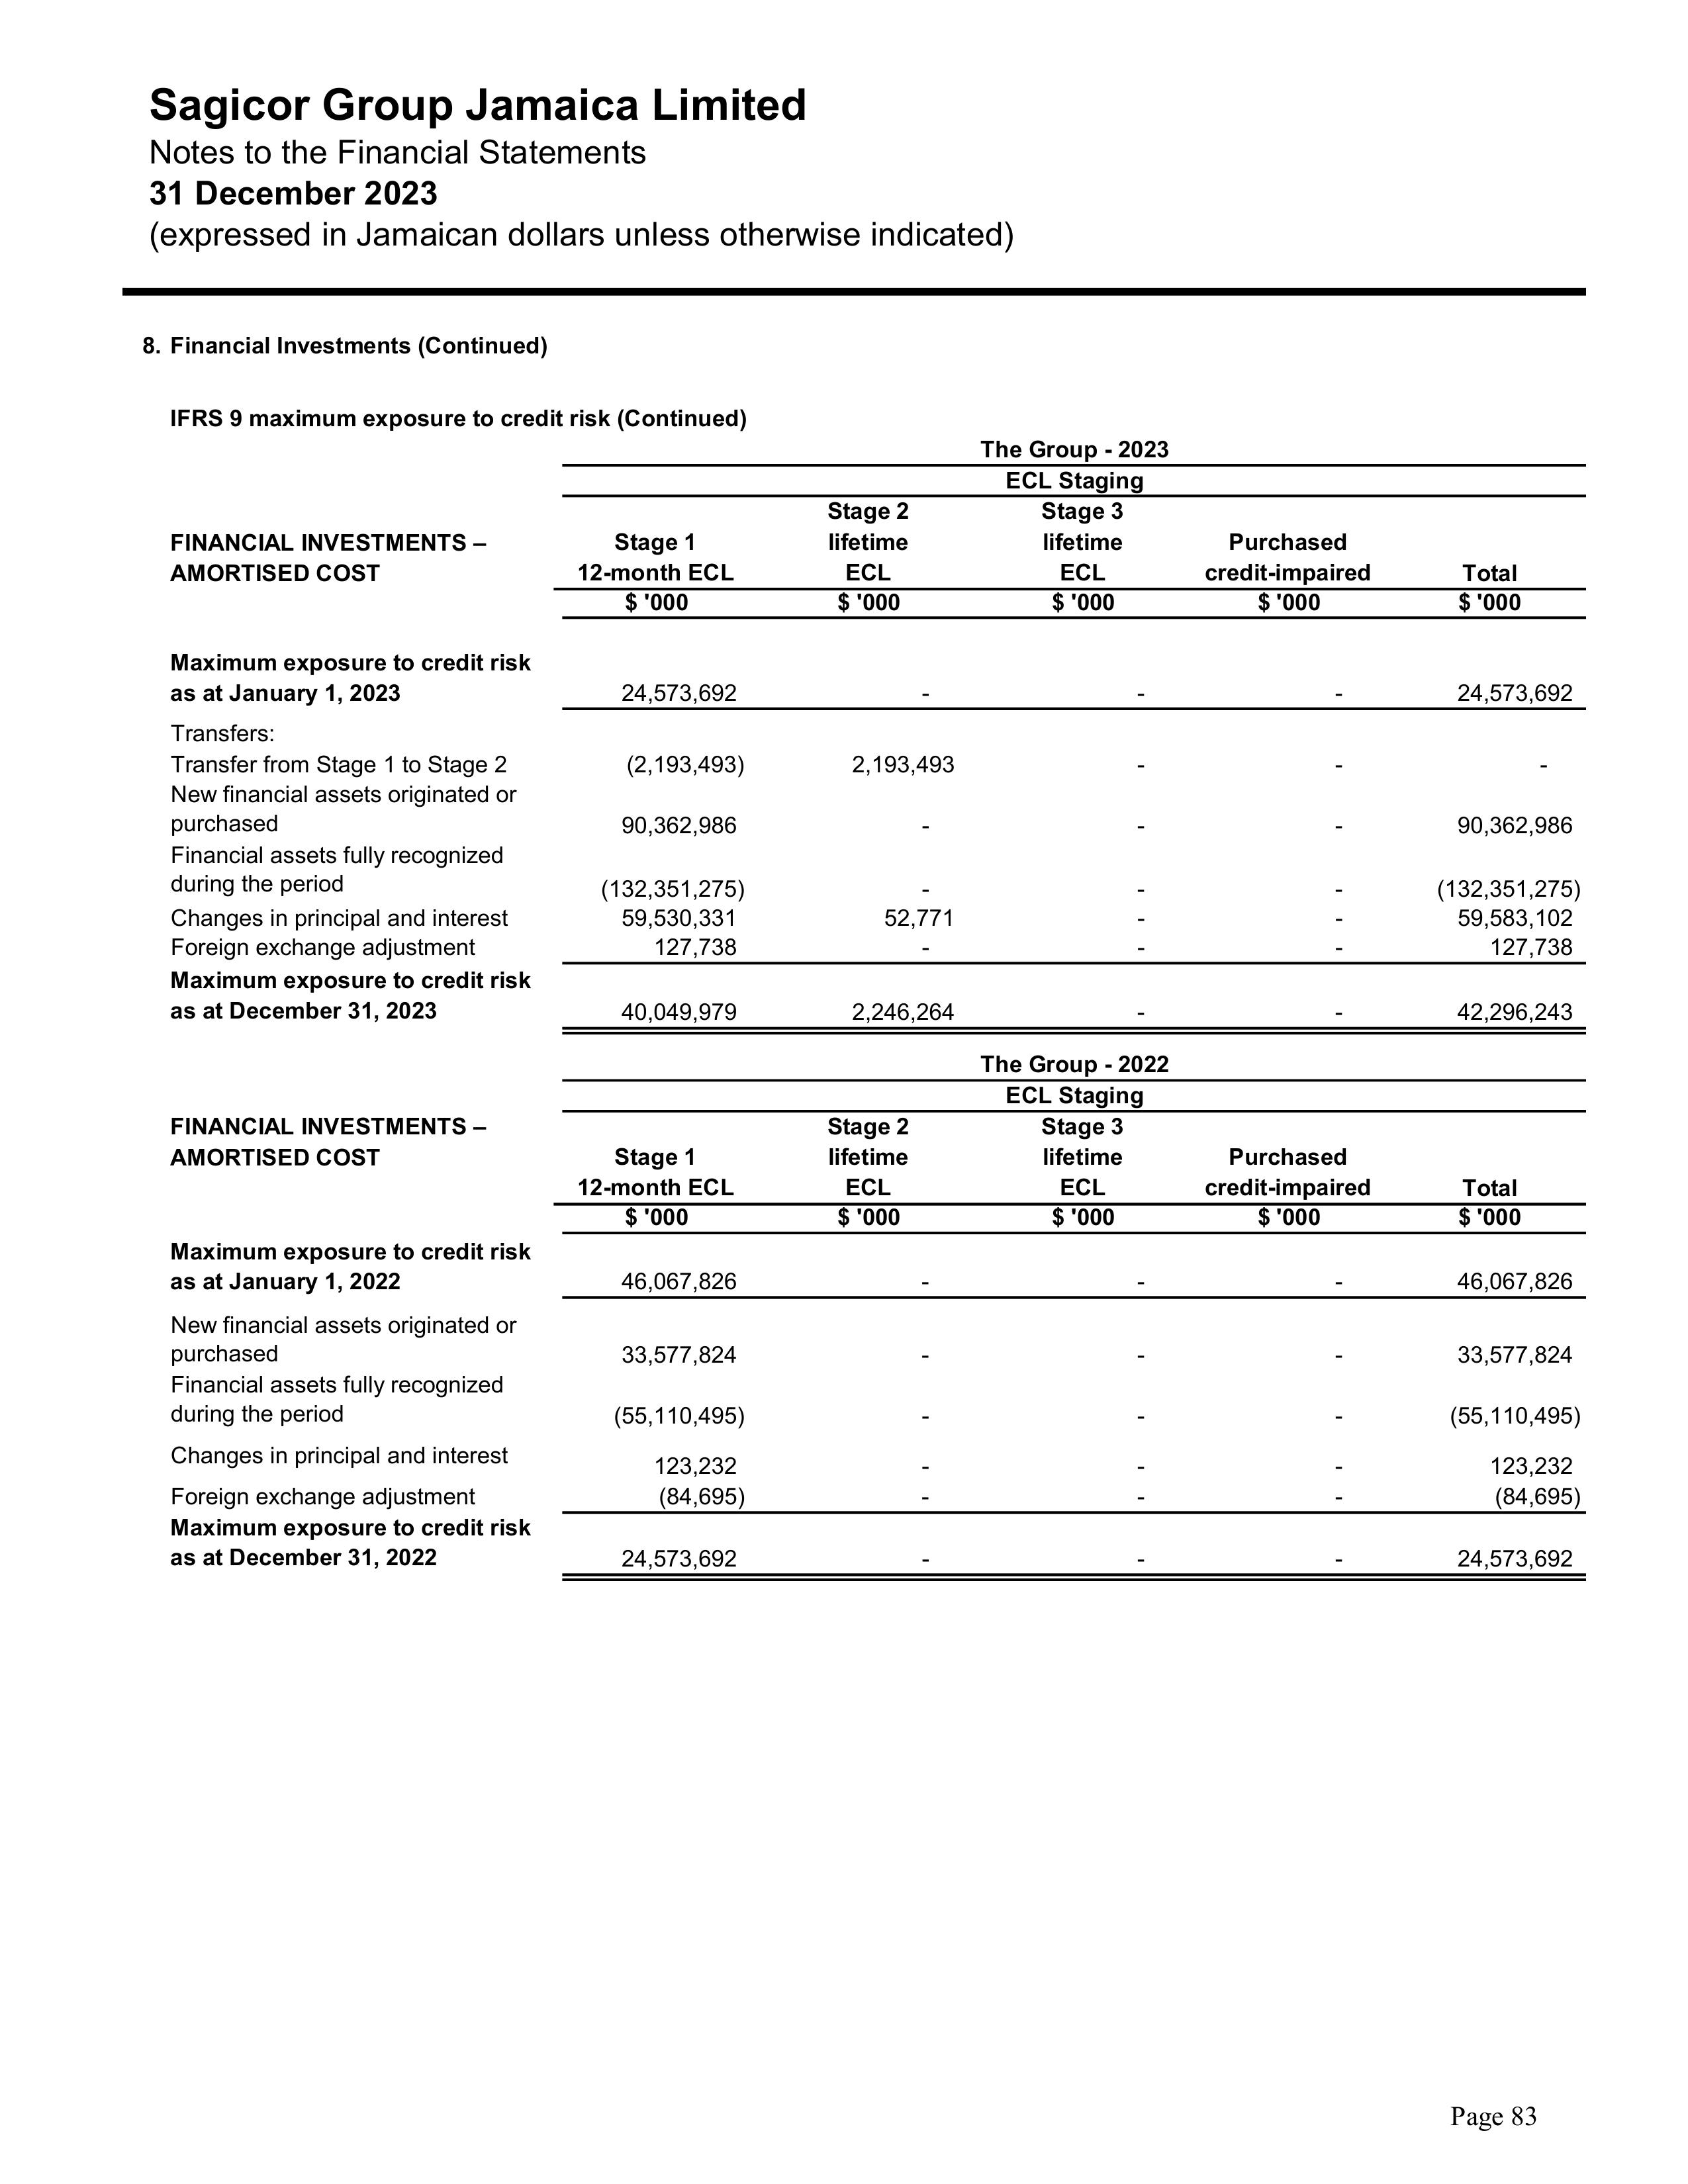 Sagicor Group Jamaica Limited
Notes to the Financial Statements
31 December 2023
(expressed in Jamaican dollars unless otherwise indicated)
8. Financial Investments (Continued)
IFRS 9 maximum exposure to credit risk (Continued)
The Group - 2023
ECL Staging
Stage 2 Stage 3
FINANCIAL INVESTMENTS – Stage 1 lifetime lifetime Purchased
AMORTISED COST 12-month ECL ECL ECL credit-impaired Total
$ '000 $ '000 $ '000 $ '000 $ '000
Maximum exposure to credit risk
as at January 1, 2023 24,573,692 - - - 24,573,692
Transfers:
Transfer from Stage 1 to Stage 2 (2,193,493) 2,193,493 - - -
New financial assets originated or
purchased 90,362,986 - - - 90,362,986
Financial assets fully recognized
during the period (132,351,275) - - - (132,351,275)
Changes in principal and interest 59,530,331 52,771 - - 59,583,102
Foreign exchange adjustment 127,738 - - - 127,738
Maximum exposure to credit risk
as at December 31, 2023 40,049,979 2,246,264 - - 42,296,243
The Group - 2022
ECL Staging
FINANCIAL INVESTMENTS – Stage 2 Stage 3
AMORTISED COST Stage 1 lifetime lifetime Purchased
12-month ECL ECL ECL credit-impaired Total
$ '000 $ '000 $ '000 $ '000 $ '000
Maximum exposure to credit risk
as at January 1, 2022 46,067,826 - - - 46,067,826
New financial assets originated or
purchased 33,577,824 - - - 33,577,824
Financial assets fully recognized
during the period (55,110,495) - - - (55,110,495)
Changes in principal and interest 123,232 - - - 123,232
Foreign exchange adjustment (84,695) - - - (84,695)
Maximum exposure to credit risk
as at December 31, 2022 24,573,692 - - - 24,573,692
Page 83